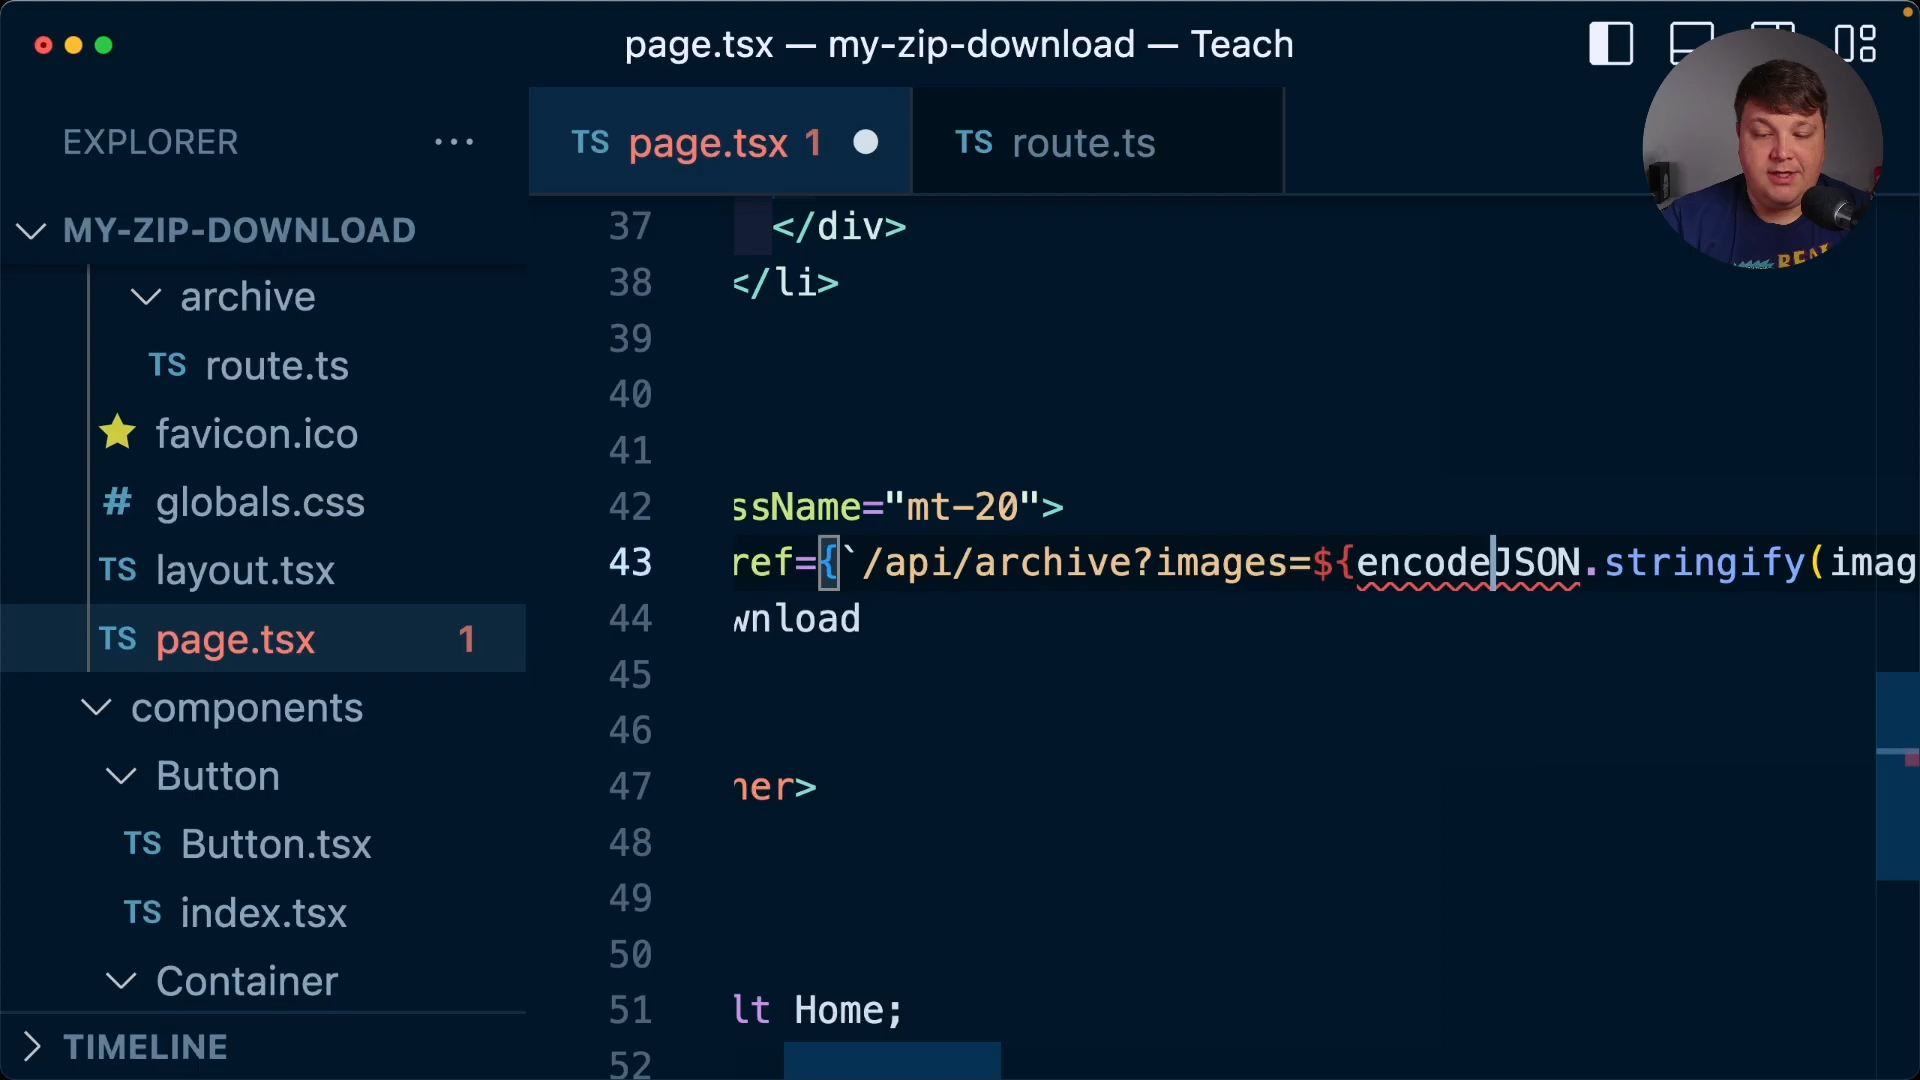 page.tsx — my-zip-download — Teach
EXPLORER
TS page.tsx 1
TS route.ts
MY-ZIP-DOWNLOAD
archive
TS route.ts
favicon.ico
# globals.css
TS layout.tsx
TS page.tsx 1
components
Button
TS Button.tsx
TS index.tsx
Container
TIMELINE
37 </div>
38 </li>
39
40
41
42 ssName="mt-20">
43 ref={`/api/archive?images=${encodeJSON.stringify(imag
44 wnload
45
46
47 ner>
48
49
50
51 lt Home;
52